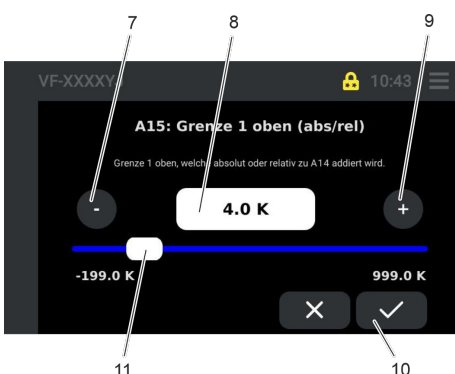 7 8 9
VF-XXXXY 10:43
A15: Grenze 1 oben (abs/rel)
Grenze 1 oben, welche absolut oder relativ zu A14 addiert wird.
- 4.0 K +
-199.0 K 999.0 K
11 10